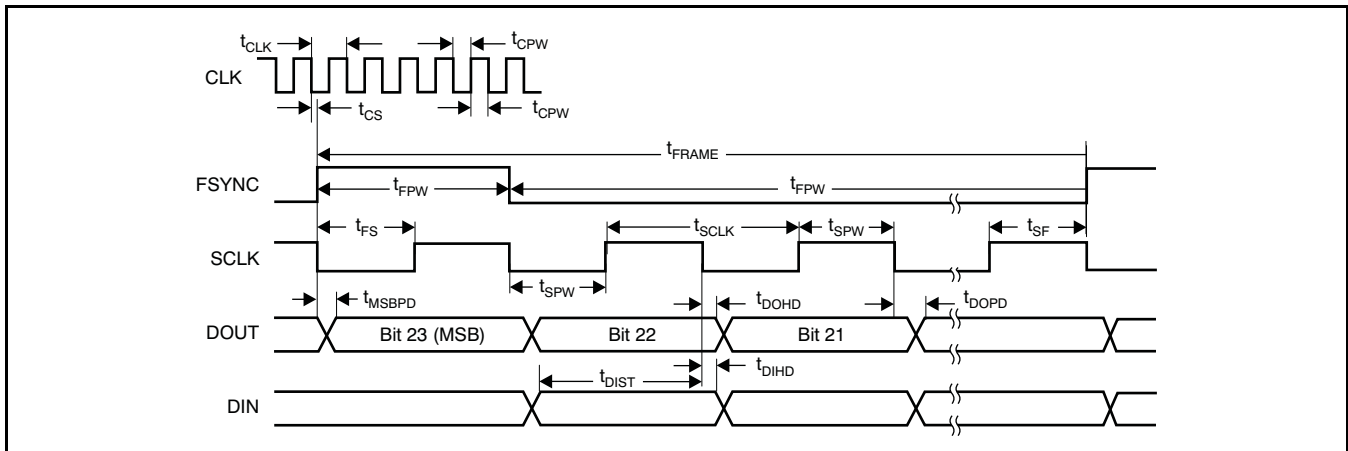 tCLK tCPW
CLK
tCS tCPW
tFRAME
FSYNC tFPW tFPW
tFS tSCLK tSPW tSF
SCLK
tSPW
tMSBPD tDOHD tDOPD
DOUT Bit 23 (MSB) Bit 22 Bit 21
tDIST tDIHD
DIN